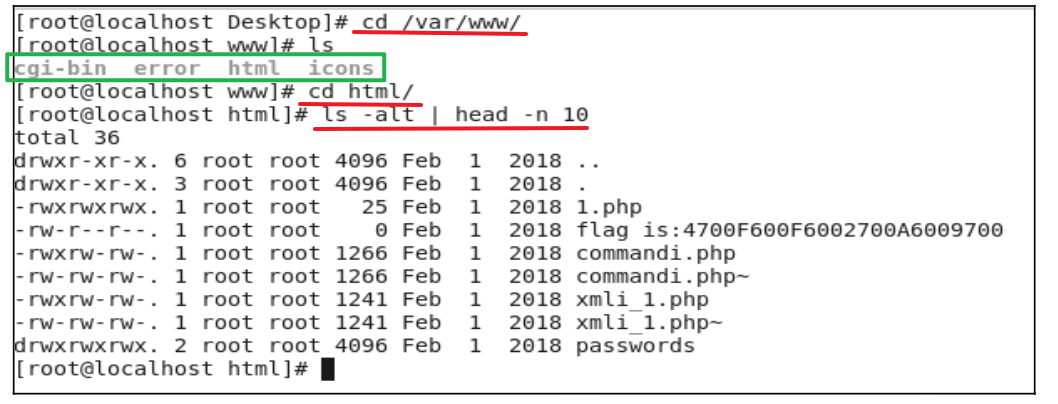 [root@localhost Desktop]# cd /var/www/
[root@localhost www]# ls
cgi-bin  error  html  icons
[root@localhost www]# cd html/
[root@localhost html]# ls -alt | head -n 10
total 36
drwxr-xr-x. 6 root root 4096 Feb  1  2018 ..
drwxr-xr-x. 3 root root 4096 Feb  1  2018 .
-rwxrwxrwx. 1 root root   25 Feb  1  2018 1.php
-rw-r--r--. 1 root root    0 Feb  1  2018 flag is:4700F600F6002700A6009700
-rwxrw-rw-. 1 root root 1266 Feb  1  2018 commandi.php
-rw-rw-rw-. 1 root root 1266 Feb  1  2018 commandi.php~
-rwxrw-rw-. 1 root root 1241 Feb  1  2018 xmli_1.php
-rw-rw-rw-. 1 root root 1241 Feb  1  2018 xmli_1.php~
drwxrwxrwx. 2 root root 4096 Feb  1  2018 passwords
[root@localhost html]#